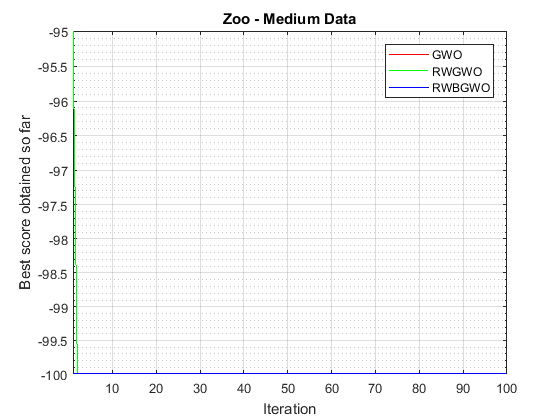 Zoo - Medium Data
Best score obtained so far
-95
-95.5
-96
-96.5
-97
-97.5
-98
-98.5
-99
-99.5
-100
GWO
RWGWO
RWBGWO
10 20 30 40 50 60 70 80 90 100
Iteration